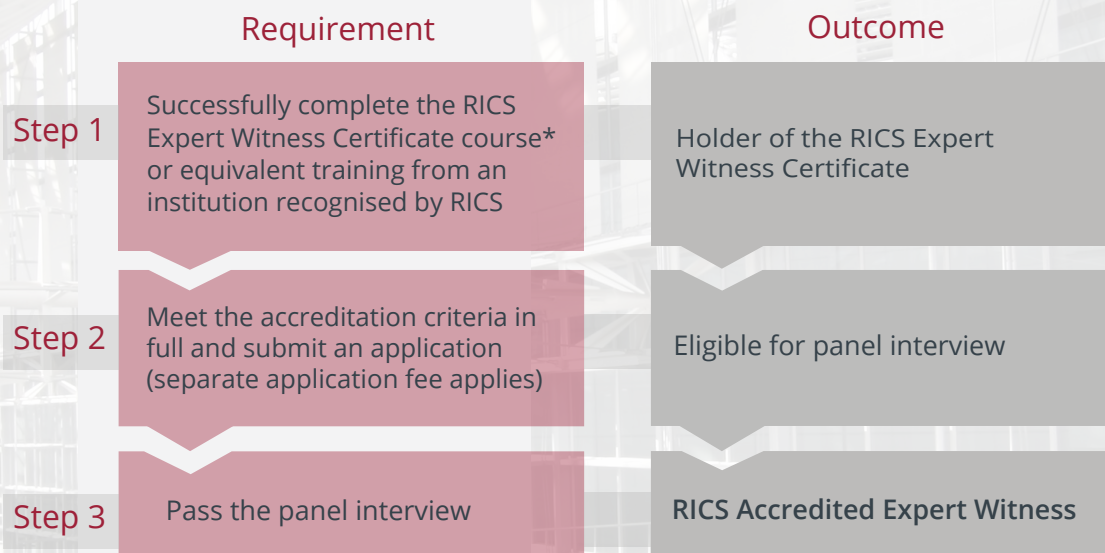 Requirement
Outcome
Step 1
Successfully complete the RICS
Expert Witness Certificate course*
or equivalent training from an
institution recognised by RICS
Holder of the RICS Expert
Witness Certificate
Step 2
Meet the accreditation criteria in
full and submit an application
(separate application fee applies)
Eligible for panel interview
Step 3
Pass the panel interview
RICS Accredited Expert Witness